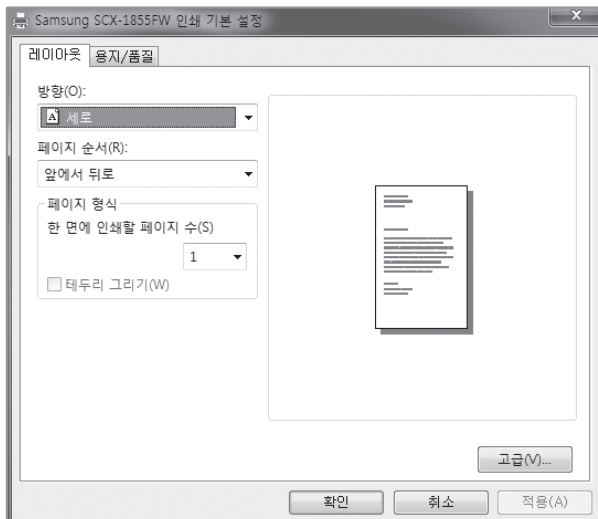 Samsung SCX-1855FW 인쇄 기본 설정
레이아웃 용지/품질
방향(O):
세로
페이지 순서(R):
앞에서 뒤로
페이지 형식
한 면에 인쇄할 페이지 수(S)
1
테두리 그리기(W)
고급(V)...
확인 취소 적용(A)